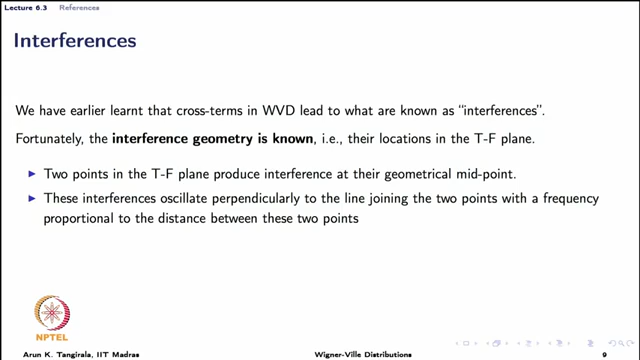 Lecture 6.3 References
Interferences
We have earlier learnt that cross-terms in WVD lead to what are known as “interferences”.
Fortunately, the interference geometry is known, i.e., their locations in the T-F plane.
Two points in the T-F plane produce interference at their geometrical mid-point.
These interferences oscillate perpendicularly to the line joining the two points with a frequency
proportional to the distance between these two points
NPTEL
Arun K. Tangirala, IIT Madras Wigner-Ville Distributions 9